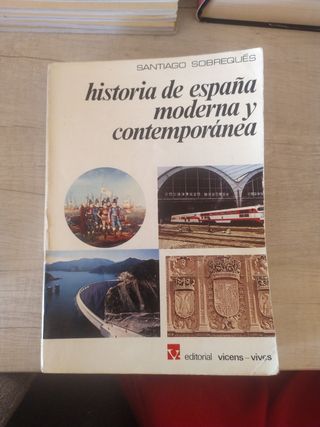 SANTIAGO SOBREQUÉS
historia de españa
moderna y
contemporánea
editorial vicens-vives